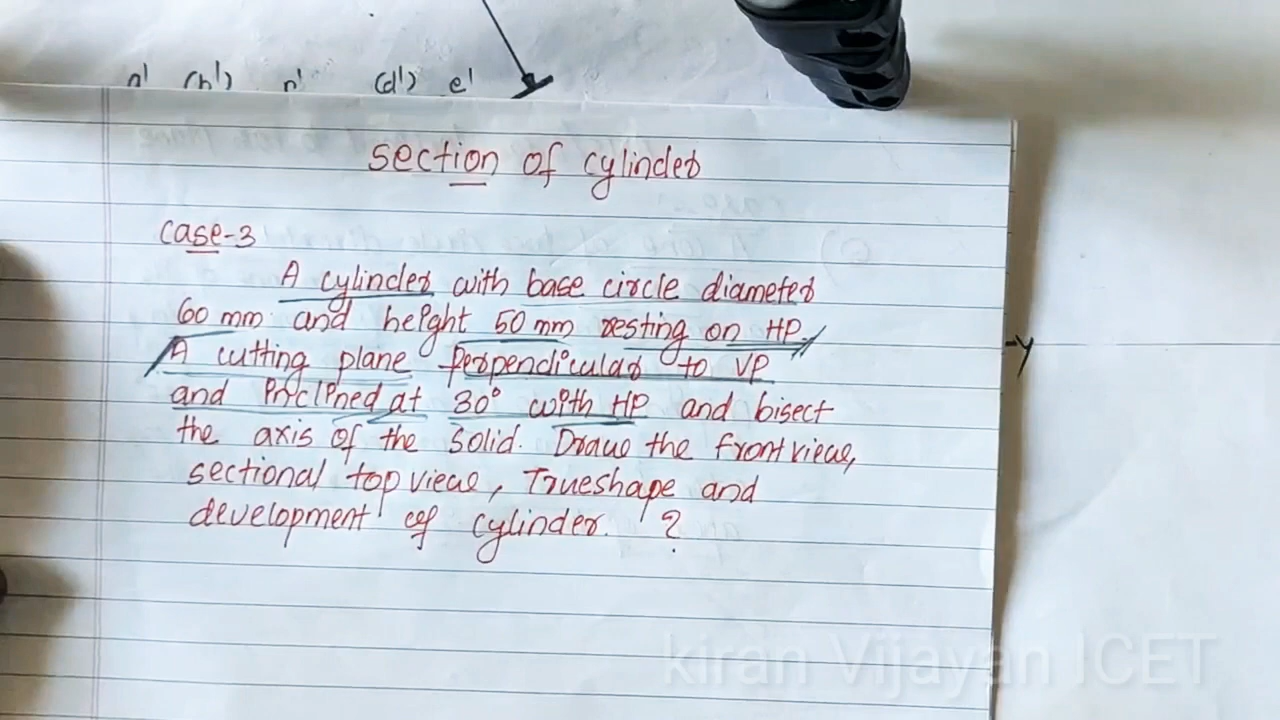 a' (b') n' (d') e'
section of cylinder
case-3
A cylinder with base circle diameter
60 mm and height 50 mm resting on HP.
A cutting plane perpendicular to VP
and inclined at 30° with HP and bisect
the axis of the solid. Draw the front view,
sectional top view, Trueshape and
development of cylinder. ?
Y
kiran Vijayan ICET